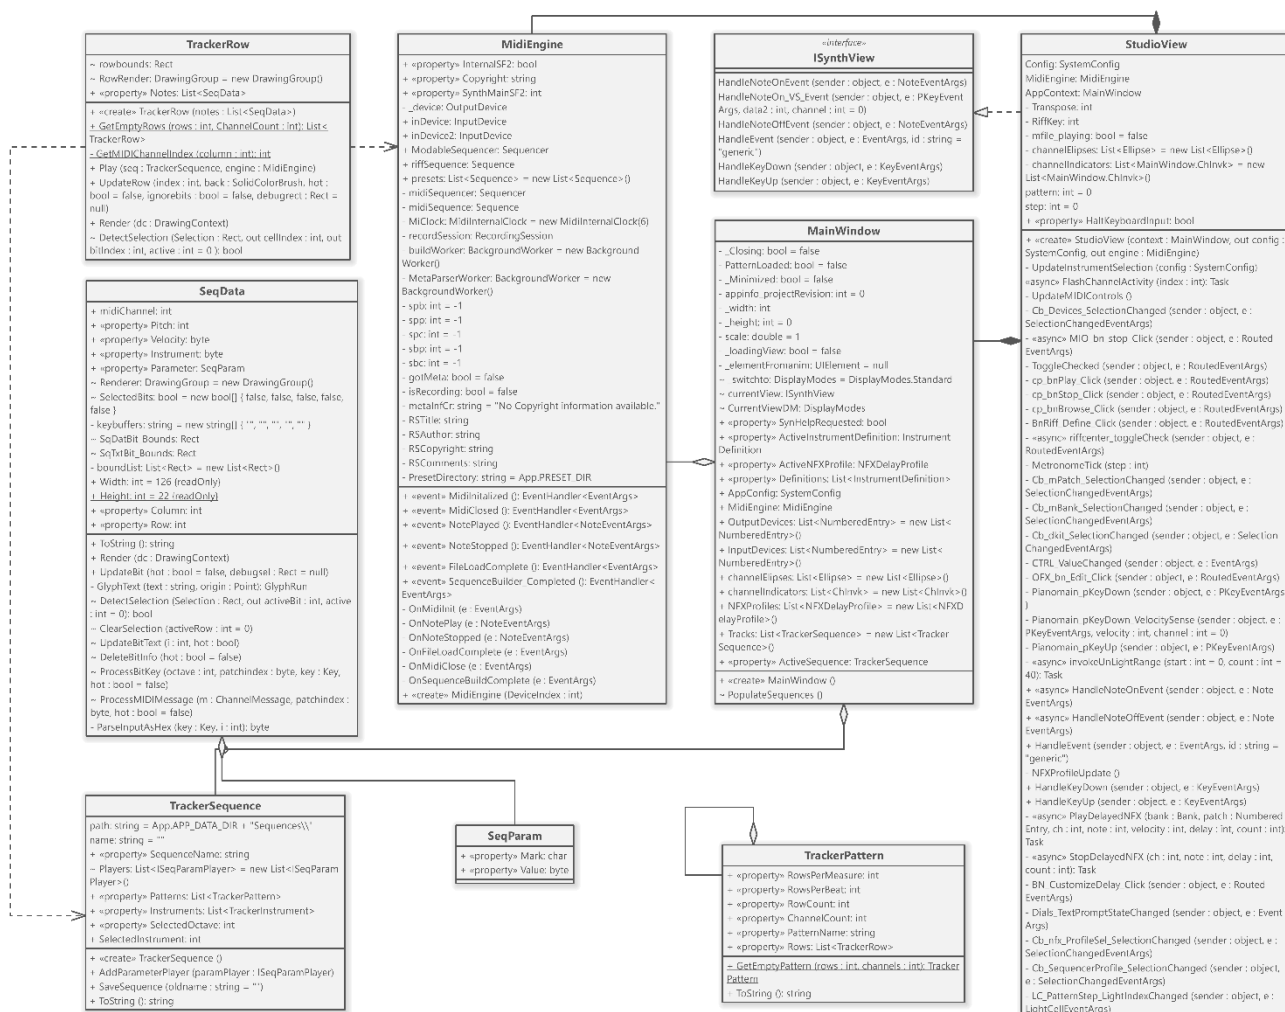 TrackerRow
~ rowbounds: Rect
~ RowRender: DrawingGroup = new DrawingGroup()
+ «property» Notes: List<SeqData>
+ «create» TrackerRow (notes : List<SeqData>)
+ GetEmptyRows (rows : int, ChannelCount : int): List<
TrackerRow>
- GetMIDIChannelIndex (column : int): int
+ Play (seq : TrackerSequence, engine : MidiEngine)
+ UpdateRow (index : int, back : SolidColorBrush, hot :
bool = false, ignorebits : bool = false, debugrect : Rect =
null)
+ Render (dc : DrawingContext)
~ DetectSelection (Selection : Rect, out cellIndex : int, out
bitIndex : int, active : int = 0 ): bool
SeqData
+ midiChannel: int
+ «property» Pitch: int
+ «property» Velocity: byte
+ «property» Instrument: byte
+ «property» Parameter: SeqParam
~ Renderer: DrawingGroup = new DrawingGroup()
~ SelectedBits: bool = new bool[] { false, false, false, false,
false }
- keybuffers: string = new string[] { "", "", "", "", "" }
~ SqDatBit_Bounds: Rect
~ SqTxtBit_Bounds: Rect
- boundList: List<Rect> = new List<Rect>()
+ Width: int = 126 {readOnly}
+ Height: int = 22 {readOnly}
+ «property» Column: int
+ «property» Row: int
+ ToString (): string
+ Render (dc : DrawingContext)
+ UpdateBit (hot : bool = false, debugsel : Rect = null)
- GlyphText (text : string, origin : Point): GlyphRun
~ DetectSelection (Selection : Rect, out activeBit : int, active
: int = 0): bool
~ ClearSelection (activeRow : int = 0)
~ UpdateBitText (i : int, hot : bool)
~ DeleteBitInfo (hot : bool = false)
~ ProcessBitKey (octave : int, patchindex : byte, key : Key,
hot : bool = false)
~ ProcessMIDIMessage (m : ChannelMessage, patchindex :
byte, hot : bool = false)
- ParseInputAsHex (key : Key, i : int): byte
TrackerSequence
path: string = App.APP_DATA_DIR + "Sequences\\"
name: string = ""
+ «property» SequenceName: string
~ Players: List<ISeqParamPlayer> = new List<ISeqParam
Player>()
+ «property» Patterns: List<TrackerPattern>
+ «property» Instruments: List<TrackerInstrument>
+ «property» SelectedOctave: int
+ SelectedInstrument: int
+ «create» TrackerSequence ()
+ AddParameterPlayer (paramPlayer : ISeqParamPlayer)
+ SaveSequence (oldname : string = "")
+ ToString (): string
MidiEngine
+ «property» InternalSF2: bool
+ «property» Copyright: string
+ «property» SynthMainSF2: int
- _device: OutputDevice
+ inDevice: InputDevice
+ inDevice2: InputDevice
+ ModableSequencer: Sequencer
+ riffSequence: Sequence
+ presets: List<Sequence> = new List<Sequence>()
- midiSequencer: Sequencer
- midiSequence: Sequence
MiClock: MidiInternalClock = new MidiInternalClock(6)
- recordSession: RecordingSession
buildWorker: BackgroundWorker = new Background
Worker()
- MetaParserWorker: BackgroundWorker = new
BackgroundWorker()
- spb: int = -1
- spp: int = -1
- spc: int = -1
- sbp: int = -1
- sbc: int = -1
- gotMeta: bool = false
- isRecording: bool = false
- metaInfCr: string = "No Copyright information available."
- RSTitle: string
- RSAuthor: string
- RSCopyright: string
- RSComments: string
- PresetDirectory: string = App.PRESET_DIR
+ «event» MidiInitalized (): EventHandler<EventArgs>
+ «event» MidiClosed (): EventHandler<EventArgs>
+ «event» NotePlayed (): EventHandler<NoteEventArgs>
+ «event» NoteStopped (): EventHandler<NoteEventArgs>
+ «event» FileLoadComplete (): EventHandler<EventArgs>
+ «event» SequenceBuilder_Completed (): EventHandler<
EventArgs>
- OnMidiInit (e : EventArgs)
- OnNotePlay (e : NoteEventArgs)
- OnNoteStopped (e : NoteEventArgs)
- OnFileLoadComplete (e : EventArgs)
- OnMidiClose (e : EventArgs)
OnSequenceBuildComplete (e : EventArgs)
+ «create» MidiEngine (DeviceIndex : int)
SeqParam
+ «property» Mark: char
+ «property» Value: byte
«interface»
ISynthView
HandleNoteOnEvent (sender : object, e : NoteEventArgs)
HandleNoteOn_VS_Event (sender : object, e : PKeyEvent
Args, data2 : int, channel : int = 0)
HandleNoteOffEvent (sender : object, e : NoteEventArgs)
HandleEvent (sender : object, e : EventArgs, id : string =
"generic")
HandleKeyDown (sender : object, e : KeyEventArgs)
HandleKeyUp (sender : object, e : KeyEventArgs)
MainWindow
- _Closing: bool = false
PatternLoaded: bool = false
- _Minimized: bool = false
- appinfo_projectRevision: int = 0
- _width: int
- _height: int = 0
- scale: double = 1
_loadingView: bool = false
- _elementFromanim: UIElement = null
~ switchto: DisplayModes = DisplayModes.Standard
~ currentView: ISynthView
~ CurrentViewDM: DisplayModes
+ «property» SynHelpRequested: bool
+ «property» ActiveInstrumentDefinition: Instrument
Definition
+ «property» ActiveNFXProfile: NFXDelayProfile
+ «property» Definitions: List<InstrumentDefinition>
+ AppConfig: SystemConfig
+ MidiEngine: MidiEngine
+ OutputDevices: List<NumberedEntry> = new List<
NumberedEntry>()
+ InputDevices: List<NumberedEntry> = new List<
NumberedEntry>()
+ channelElipses: List<Ellipse> = new List<Ellipse>()
+ channelIndicators: List<ChInvk> = new List<ChInvk>()
+ NFXProfiles: List<NFXDelayProfile> = new List<NFXD
elayProfile>()
+ Tracks: List<TrackerSequence> = new List<Tracker
Sequence>()
+ «property» ActiveSequence: TrackerSequence
+ «create» MainWindow ()
~ PopulateSequences ()
TrackerPattern
+ «property» RowsPerMeasure: int
+ «property» RowsPerBeat: int
+ «property» RowCount: int
+ «property» ChannelCount: int
+ «property» PatternName: string
+ «property» Rows: List<TrackerRow>
+ GetEmptyPattern (rows : int, channels : int): Tracker
Pattern
+ ToString (): string
StudioView
Config: SystemConfig
MidiEngine: MidiEngine
AppContext: MainWindow
- Transpose: int
- RiffKey: int
- mfile_playing: bool = false
- channelElipses: List<Ellipse> = new List<Ellipse>()
- channelIndicators: List<MainWindow.ChInvk> = new
List<MainWindow.ChInvk>()
pattern: int = 0
step: int = 0
+ «property» HaltKeyboardInput: bool
+ «create» StudioView (context : MainWindow, out config :
SystemConfig, out engine : MidiEngine)
- UpdateInstrumentSelection (config : SystemConfig)
«async» FlashChannelActivity (index : int): Task
- UpdateMIDIControls ()
- Cb_Devices_SelectionChanged (sender : object, e :
SelectionChangedEventArgs)
- «async» MIO_bn_stop_Click (sender : object, e : Routed
EventArgs)
- ToggleChecked (sender : object, e : RoutedEventArgs)
- cp_bnPlay_Click (sender : object, e : RoutedEventArgs)
- cp_bnStop_Click (sender : object, e : RoutedEventArgs)
- cp_bnBrowse_Click (sender : object, e : RoutedEventArgs)
- BnRiff_Define_Click (sender : object, e : RoutedEventArgs)
- «async» riffcenter_toggleCheck (sender : object, e :
RoutedEventArgs)
- MetronomeTick (step : int)
- Cb_mPatch_SelectionChanged (sender : object, e :
SelectionChangedEventArgs)
- Cb_mBank_SelectionChanged (sender : object, e :
SelectionChangedEventArgs)
- Cb_dkit_SelectionChanged (sender : object, e : Selection
ChangedEventArgs)
- CTRL_ValueChanged (sender : object, e : EventArgs)
- OFX_bn_Edit_Click (sender : object, e : RoutedEventArgs)
- Pianomain_pKeyDown (sender : object, e : PKeyEventArgs
)
- Pianomain_pKeyDown_VelocitySense (sender : object, e :
PKeyEventArgs, velocity : int, channel : int = 0)
- Pianomain_pKeyUp (sender : object, e : PKeyEventArgs)
- «async» invokeUnLightRange (start : int = 0, count : int =
40): Task
+ «async» HandleNoteOnEvent (sender : object, e : Note
EventArgs)
+ «async» HandleNoteOffEvent (sender : object, e : Note
EventArgs)
+ HandleEvent (sender : object, e : EventArgs, id : string =
"generic")
NFXProfileUpdate ()
+ HandleKeyDown (sender : object, e : KeyEventArgs)
+ HandleKeyUp (sender : object, e : KeyEventArgs)
- «async» PlayDelayedNFX (bank : Bank, patch : Numbered
Entry, ch : int, note : int, velocity : int, delay : int, count : int):
Task
- «async» StopDelayedNFX (ch : int, note : int, delay : int,
count : int): Task
- BN_CustomizeDelay_Click (sender : object, e : Routed
EventArgs)
- Dials_TextPromptStateChanged (sender : object, e : Event
Args)
- Cb_nfx_ProfileSel_SelectionChanged (sender : object, e :
SelectionChangedEventArgs)
- Cb_SequencerProfile_SelectionChanged (sender : object,
e : SelectionChangedEventArgs)
- LC_PatternStep_LightIndexChanged (sender : object, e :
LightCellEventArgs)